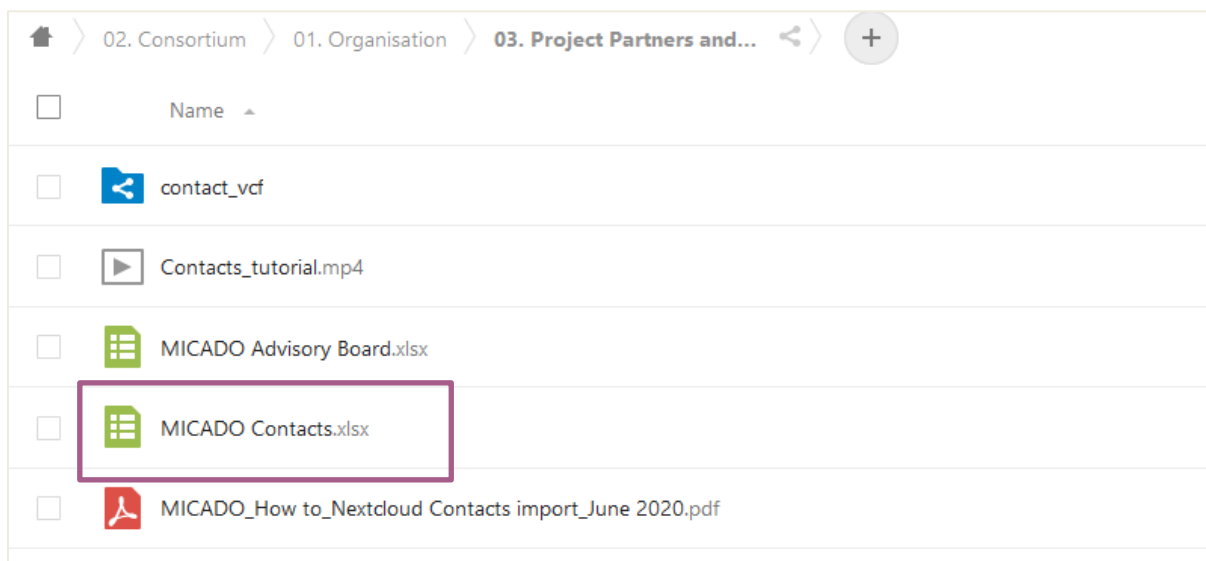 02. Consortium 01. Organisation 03. Project Partners and... +
Name
contact_vcf
Contacts_tutorial.mp4
MICADO Advisory Board.xlsx
MICADO Contacts.xlsx
MICADO_How to_Nextcloud Contacts import_June 2020.pdf